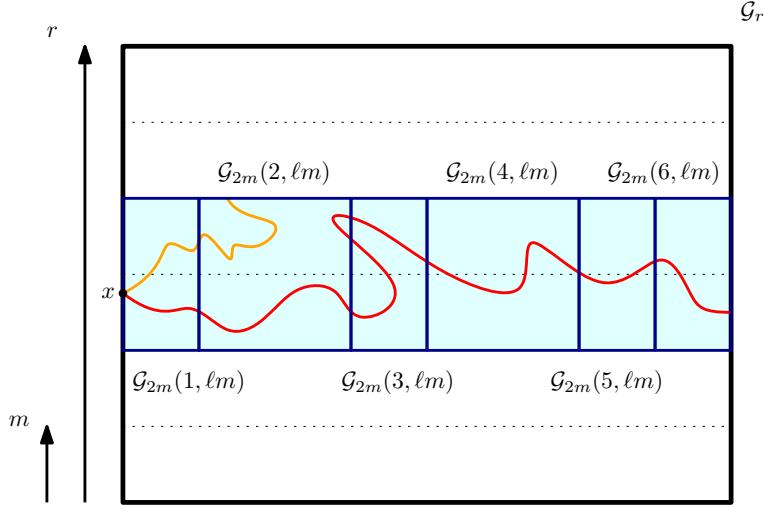 𝒢_r
r
𝒢_{2m}(2, ℓm) 𝒢_{2m}(4, ℓm) 𝒢_{2m}(6, ℓm)
x
𝒢_{2m}(1, ℓm) 𝒢_{2m}(3, ℓm) 𝒢_{2m}(5, ℓm)
m